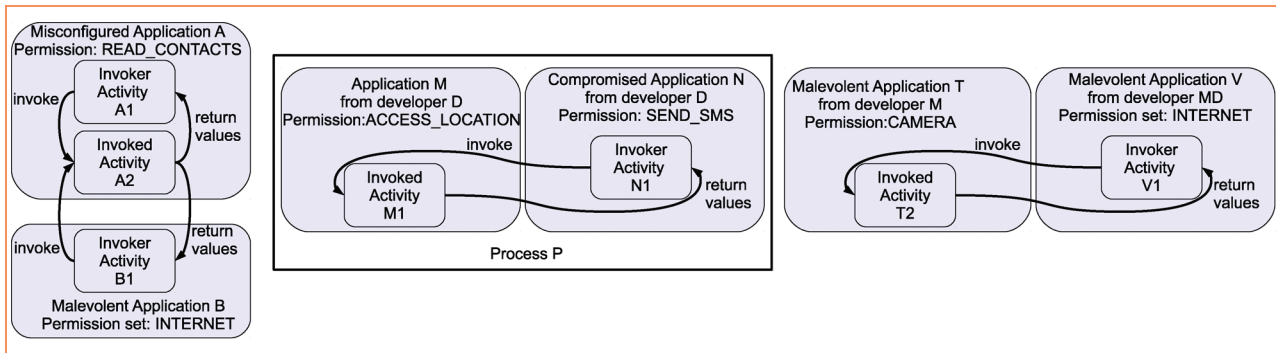 Misconfigured Application A
Permission: READ_CONTACTS
Invoker
Activity
A1
invoke
return
values
Invoked
Activity
A2
invoke
return
values
Invoker
Activity
B1
Malevolent Application B
Permission set: INTERNET
Application M
from developer D
Permission:ACCESS_LOCATION
Invoked
Activity
M1
Compromised Application N
from developer D
Permission: SEND_SMS
invoke
Invoker
Activity
N1
return
values
Process P
Malevolent Application T
from developer M
Permission:CAMERA
Invoked
Activity
T2
Malevolent Application V
from developer MD
Permission set: INTERNET
invoke
Invoker
Activity
V1
return
values